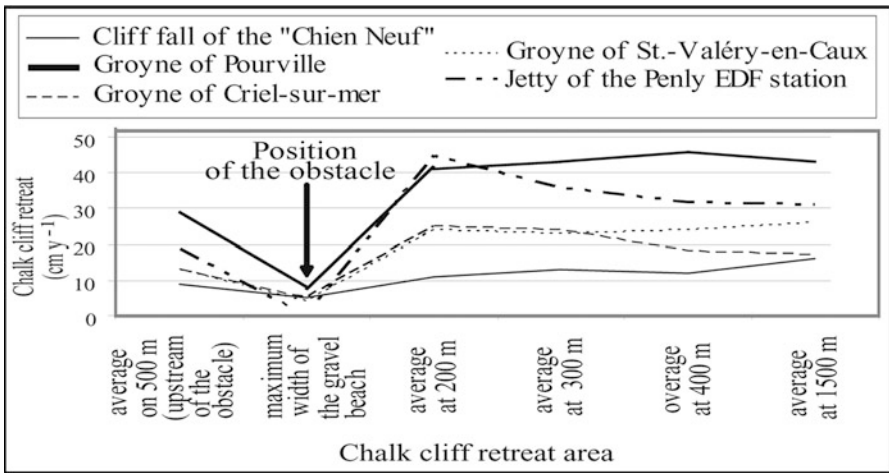 Cliff fall of the "Chien Neuf"
Groyne of Pourville
Groyne of Criel-sur-mer
Groyne of St.-Valéry-en-Caux
Jetty of the Penly EDF station
Position
of the obstacle
Chalk cliff retreat
(cm y⁻¹)
50
40
30
20
10
0
average
on 500 m
(upstream
of the
obstacle)
maximum
width of
the gravel
beach
average
at 200 m
average
at 300 m
overage
at 400 m
average
at 1500 m
Chalk cliff retreat area